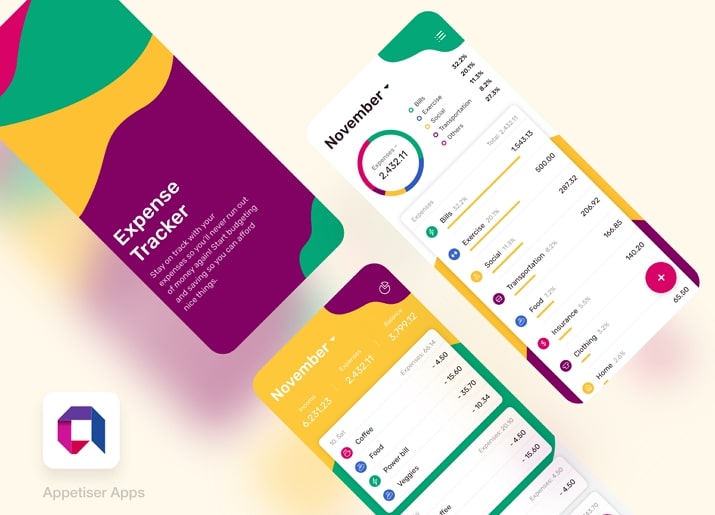 Expense
Tracker
Stay on track with your
expenses so you'll never run out
of money again! Start budgeting
and saving so you can afford
nice things.
November
Expenses
2,432.11
Bills 32.2%
Exercise 20.1%
Social 11.3%
Transportation 8.2%
Others 27.3%
Expenses Total: 2,432.11
Bills 32.2% 1,543.13
Exercise 20.1% 500.00
Social 11.3% 287.32
Transportation 8.2% 206.92
Food 7.2% 166.85
Insurance 5.5% 140.20
Clothing 3.2% 65.50
Home 2.6%
November
Income Expenses Balance
6,231.23 2,432.11 3,799.12
10. Sat Expenses: 66.14
Coffee - 4.50
Food - 15.60
Power bill - 35.70
Veggies - 10.34
Expenses: 20.10
- 4.50
- 15.60
Expenses: 4.50
- 4.50
Appetiser Apps